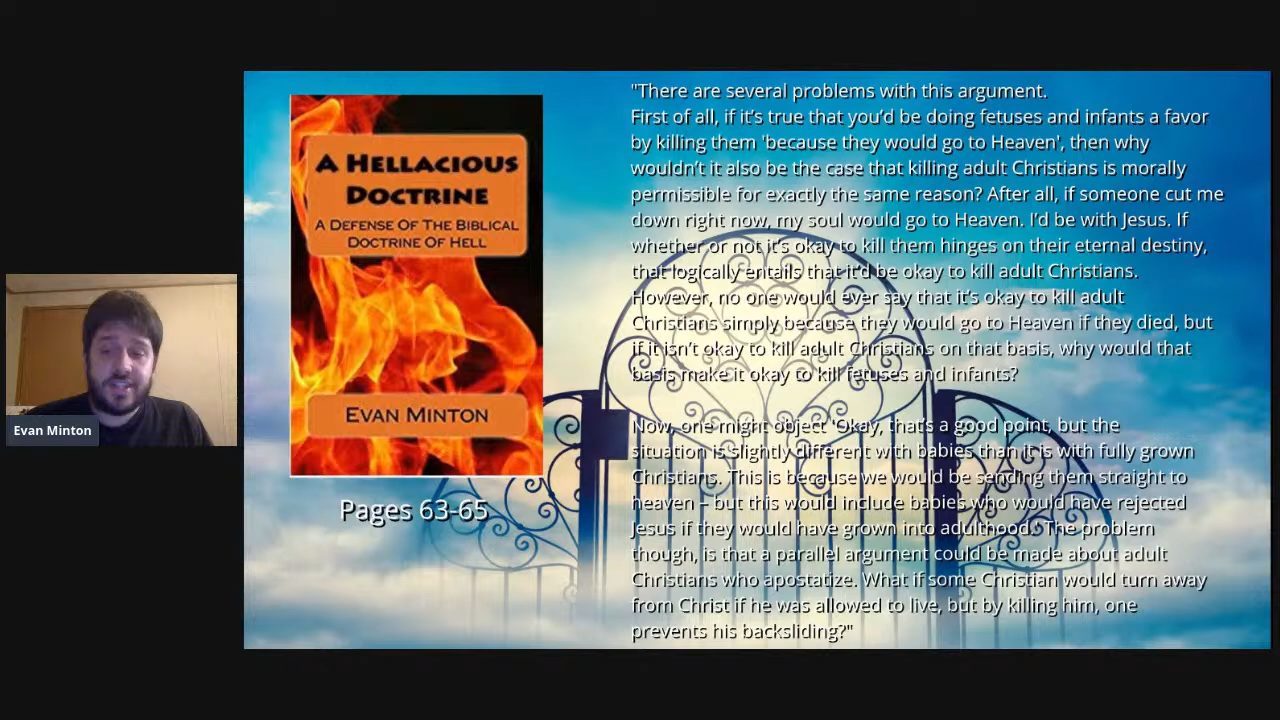 A HELLACIOUS
DOCTRINE
A DEFENSE OF THE BIBLICAL
DOCTRINE OF HELL
EVAN MINTON
Pages 63-65
Evan Minton
"There are several problems with this argument.
First of all, if it's true that you'd be doing fetuses and infants a favor
by killing them 'because they would go to Heaven', then why
wouldn't it also be the case that killing adult Christians is morally
permissible for exactly the same reason? After all, if someone cut me
down right now, my soul would go to Heaven. I'd be with Jesus. If
whether or not it's okay to kill them hinges on their eternal destiny,
that logically entails that it'd be okay to kill adult Christians.
However, no one would ever say that it's okay to kill adult
Christians simply because they would go to Heaven if they died, but
if it isn't okay to kill adult Christians on that basis, why would that
basis make it okay to kill fetuses and infants?
Now, one might object 'Okay, that's a good point, but the
situation is slightly different with babies than it is with fully grown
Christians. This is because we would be sending them straight to
heaven – but this would include babies who would have rejected
Jesus if they would have grown into adulthood.' The problem
though, is that a parallel argument could be made about adult
Christians who apostatize. What if some Christian would turn away
from Christ if he was allowed to live, but by killing him, one
prevents his backsliding?"